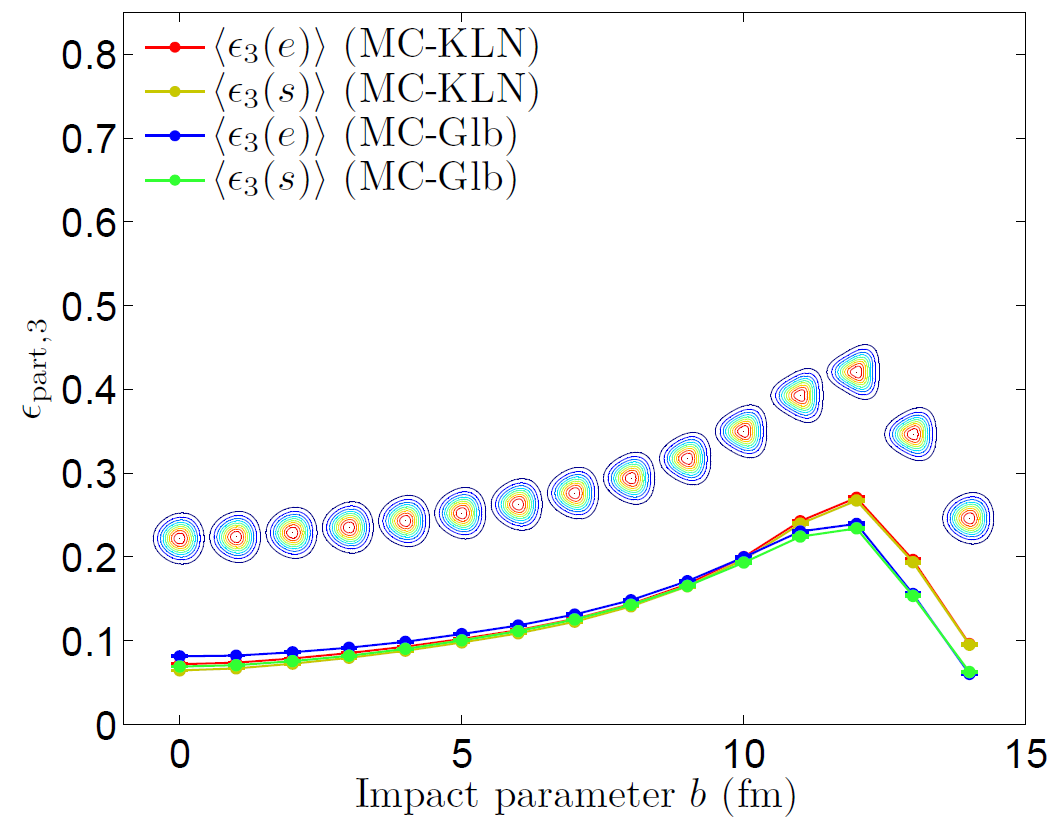 ⟨ϵ₃(e)⟩ (MC-KLN)
⟨ϵ₃(s)⟩ (MC-KLN)
⟨ϵ₃(e)⟩ (MC-Glb)
⟨ϵ₃(s)⟩ (MC-Glb)
0.8
0.7
0.6
0.5
0.4
0.3
0.2
0.1
0
ϵpart,3
0 5 10 15
Impact parameter b (fm)